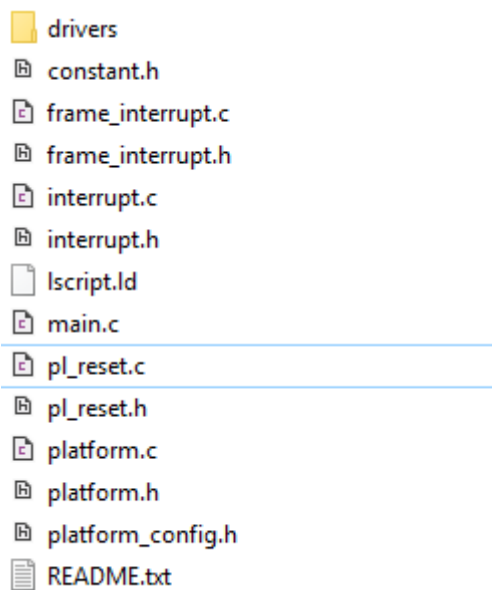 drivers
constant.h
frame_interrupt.c
frame_interrupt.h
interrupt.c
interrupt.h
lscript.ld
main.c
pl_reset.c
pl_reset.h
platform.c
platform.h
platform_config.h
README.txt